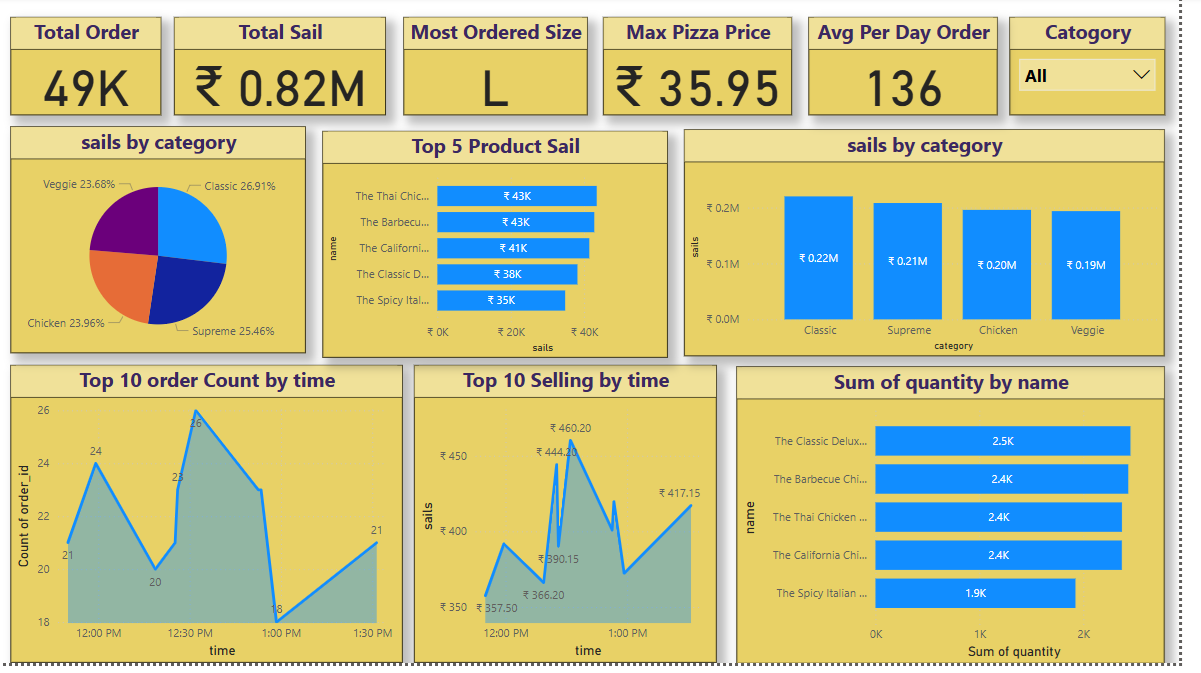 Total Order
49K
Total Sail
₹ 0.82M
Most Ordered Size
L
Max Pizza Price
₹ 35.95
Avg Per Day Order
136
Catogory
All
sails by category
Veggie 23.68%
Classic 26.91%
Chicken 23.96%
Supreme 25.46%
Top 5 Product Sail
name
The Thai Chic...
₹ 43K
The Barbecu...
₹ 43K
The Californi...
₹ 41K
The Classic D...
₹ 38K
The Spicy Ital...
₹ 35K
₹ 0K
₹ 20K
₹ 40K
sails
sails by category
sails
₹ 0.2M
₹ 0.1M
₹ 0.0M
₹ 0.22M
₹ 0.21M
₹ 0.20M
₹ 0.19M
Classic
Supreme
Chicken
Veggie
category
Top 10 order Count by time
Count of order_id
26
24
22
20
18
21
24
20
23
26
18
21
12:00 PM
12:30 PM
1:00 PM
1:30 PM
time
Top 10 Selling by time
sails
₹ 450
₹ 400
₹ 350
₹ 460.20
₹ 444.20
₹ 417.15
₹ 390.15
₹ 366.20
₹ 357.50
12:00 PM
1:00 PM
time
Sum of quantity by name
name
The Classic Delux...
2.5K
The Barbecue Chi...
2.4K
The Thai Chicken ...
2.4K
The California Chi...
2.4K
The Spicy Italian ...
1.9K
0K
1K
2K
Sum of quantity